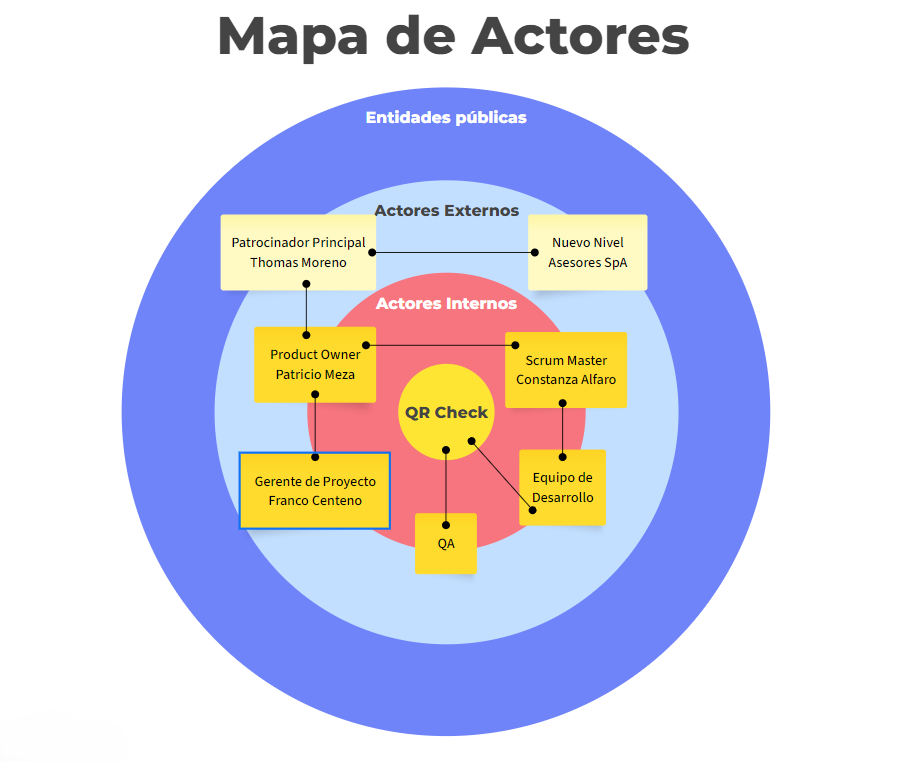 Mapa de Actores
Entidades públicas
Actores Externos
Patrocinador Principal
Thomas Moreno
Nuevo Nivel
Asesores SpA
Actores Internos
Product Owner
Patricio Meza
Scrum Master
Constanza Alfaro
QR Check
Gerente de Proyecto
Franco Centeno
Equipo de
Desarrollo
QA